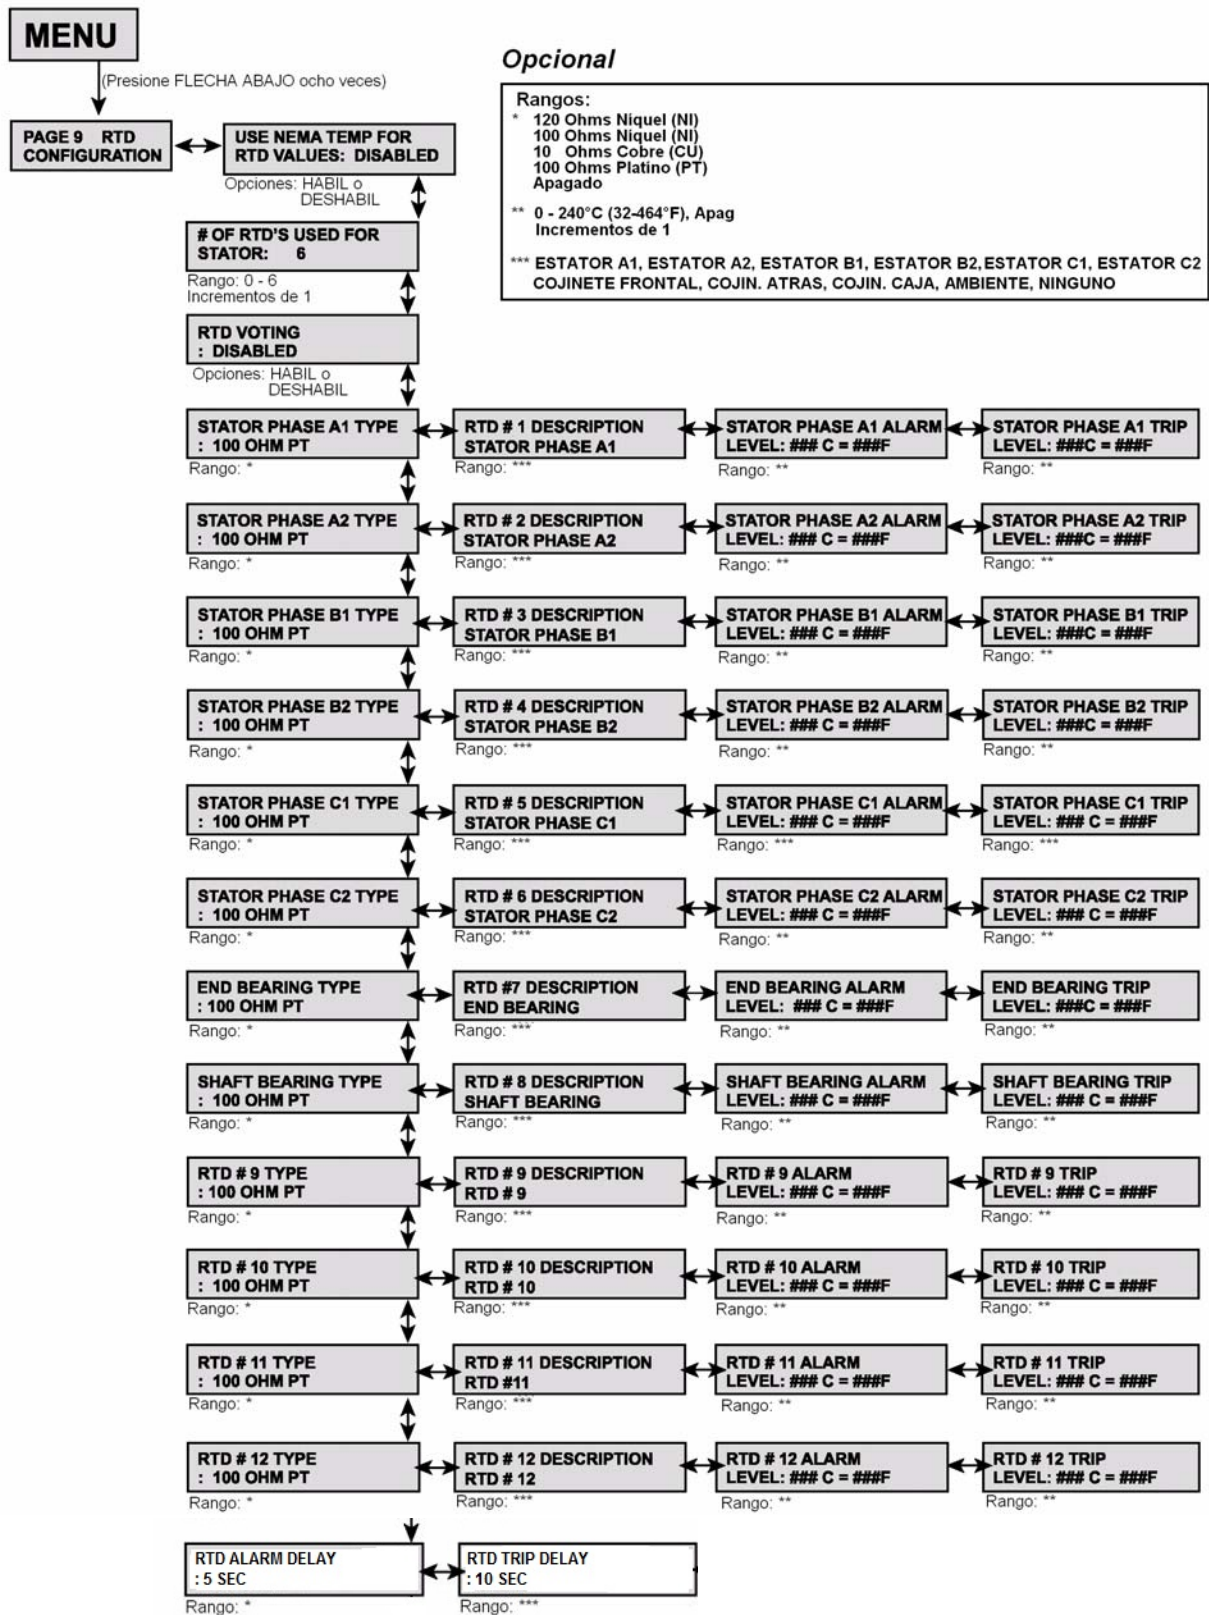 MENU
(Presione FLECHA ABAJO ocho veces)
Opcional
Rangos:
* 120 Ohms Niquel (NI)
100 Ohms Niquel (NI)
10 Ohms Cobre (CU)
100 Ohms Platino (PT)
Apagado
** 0 - 240°C (32-464°F), Apag
Incrementos de 1
*** ESTATOR A1, ESTATOR A2, ESTATOR B1, ESTATOR B2, ESTATOR C1, ESTATOR C2
COJINETE FRONTAL, COJIN. ATRAS, COJIN. CAJA, AMBIENTE, NINGUNO
PAGE 9 RTD
CONFIGURATION
USE NEMA TEMP FOR
RTD VALUES: DISABLED
Opciones: HABIL o
DESHABIL
# OF RTD'S USED FOR
STATOR: 6
Rango: 0 - 6
Incrementos de 1
RTD VOTING
: DISABLED
Opciones: HABIL o
DESHABIL
STATOR PHASE A1 TYPE
: 100 OHM PT
Rango: *
RTD # 1 DESCRIPTION
STATOR PHASE A1
Rango: ***
STATOR PHASE A1 ALARM
LEVEL: ### C = ###F
Rango: **
STATOR PHASE A1 TRIP
LEVEL: ###C = ###F
Rango: **
STATOR PHASE A2 TYPE
: 100 OHM PT
Rango: *
RTD # 2 DESCRIPTION
STATOR PHASE A2
Rango: ***
STATOR PHASE A2 ALARM
LEVEL: ### C = ###F
Rango: **
STATOR PHASE A2 TRIP
LEVEL: ###C = ###F
Rango: **
STATOR PHASE B1 TYPE
: 100 OHM PT
Rango: *
RTD # 3 DESCRIPTION
STATOR PHASE B1
Rango: ***
STATOR PHASE B1 ALARM
LEVEL: ### C = ###F
Rango: **
STATOR PHASE B1 TRIP
LEVEL: ###C = ###F
Rango: **
STATOR PHASE B2 TYPE
: 100 OHM PT
Rango: *
RTD # 4 DESCRIPTION
STATOR PHASE B2
Rango: ***
STATOR PHASE B2 ALARM
LEVEL: ### C = ###F
Rango: **
STATOR PHASE B2 TRIP
LEVEL: ###C = ###F
Rango: **
STATOR PHASE C1 TYPE
: 100 OHM PT
Rango: *
RTD # 5 DESCRIPTION
STATOR PHASE C1
Rango: ***
STATOR PHASE C1 ALARM
LEVEL: ### C = ###F
Rango: ***
STATOR PHASE C1 TRIP
LEVEL: ### C = ###F
Rango: ***
STATOR PHASE C2 TYPE
: 100 OHM PT
Rango: *
RTD # 6 DESCRIPTION
STATOR PHASE C2
Rango: ***
STATOR PHASE C2 ALARM
LEVEL: ### C = ###F
Rango: **
STATOR PHASE C2 TRIP
LEVEL: ### C = ###F
Rango: **
END BEARING TYPE
: 100 OHM PT
Rango: *
RTD #7 DESCRIPTION
END BEARING
Rango: ***
END BEARING ALARM
LEVEL: ### C = ###F
Rango: **
END BEARING TRIP
LEVEL: ###C = ###F
Rango: **
SHAFT BEARING TYPE
: 100 OHM PT
Rango: *
RTD # 8 DESCRIPTION
SHAFT BEARING
Rango: ***
SHAFT BEARING ALARM
LEVEL: ### C = ###F
Rango: **
SHAFT BEARING TRIP
LEVEL: ### C = ###F
Rango: **
RTD # 9 TYPE
: 100 OHM PT
Rango: *
RTD # 9 DESCRIPTION
RTD # 9
Rango: ***
RTD # 9 ALARM
LEVEL: ### C = ###F
Rango: **
RTD # 9 TRIP
LEVEL: ### C = ###F
Rango: **
RTD # 10 TYPE
: 100 OHM PT
Rango: *
RTD # 10 DESCRIPTION
RTD # 10
Rango: ***
RTD # 10 ALARM
LEVEL: ### C = ###F
Rango: **
RTD # 10 TRIP
LEVEL: ### C = ###F
Rango: **
RTD # 11 TYPE
: 100 OHM PT
Rango: *
RTD # 11 DESCRIPTION
RTD #11
Rango: ***
RTD # 11 ALARM
LEVEL: ### C = ###F
Rango: **
RTD # 11 TRIP
LEVEL: ### C = ###F
Rango: **
RTD # 12 TYPE
: 100 OHM PT
Rango: *
RTD # 12 DESCRIPTION
RTD # 12
Rango: ***
RTD # 12 ALARM
LEVEL: ### C = ###F
Rango: **
RTD # 12 TRIP
LEVEL: ### C = ###F
Rango: **
RTD ALARM DELAY
: 5 SEC
Rango: *
RTD TRIP DELAY
: 10 SEC
Rango: ***